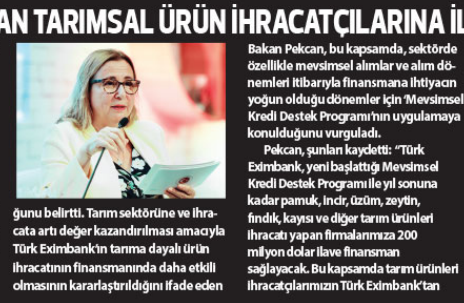 AN TARIMSAL ÜRÜN İHRACATÇILARINA İL
ğunu belirtti. Tarım sektörüne ve ihra-
cata artı değer kazandırılması amacıyla
Türk Eximbank'ın tarıma dayalı ürün
ihracatının finansmanında daha etkili
olmasının kararlaştırıldığını ifade eden
Bakan Pekcan, bu kapsamda, sektörde
özellikle mevsimsel alımlar ve alım dö-
nemleri itibarıyla finansmana ihtiyacın
yoğun olduğu dönemler için 'Mevsimsel
Kredi Destek Programı'nın uygulamaya
konulduğunu vurguladı.
Pekcan, şunları kaydetti: "Türk
Eximbank, yeni başlattığı Mevsimsel
Kredi Destek Programı ile yıl sonuna
kadar pamuk, incir, üzüm, zeytin,
fındık, kayısı ve diğer tarım ürünleri
ihracatı yapan firmalarımıza 200
milyon dolar ilave finansman
sağlayacak. Bu kapsamda tarım ürünleri
ihracatçılarımızın Türk Eximbank'tan